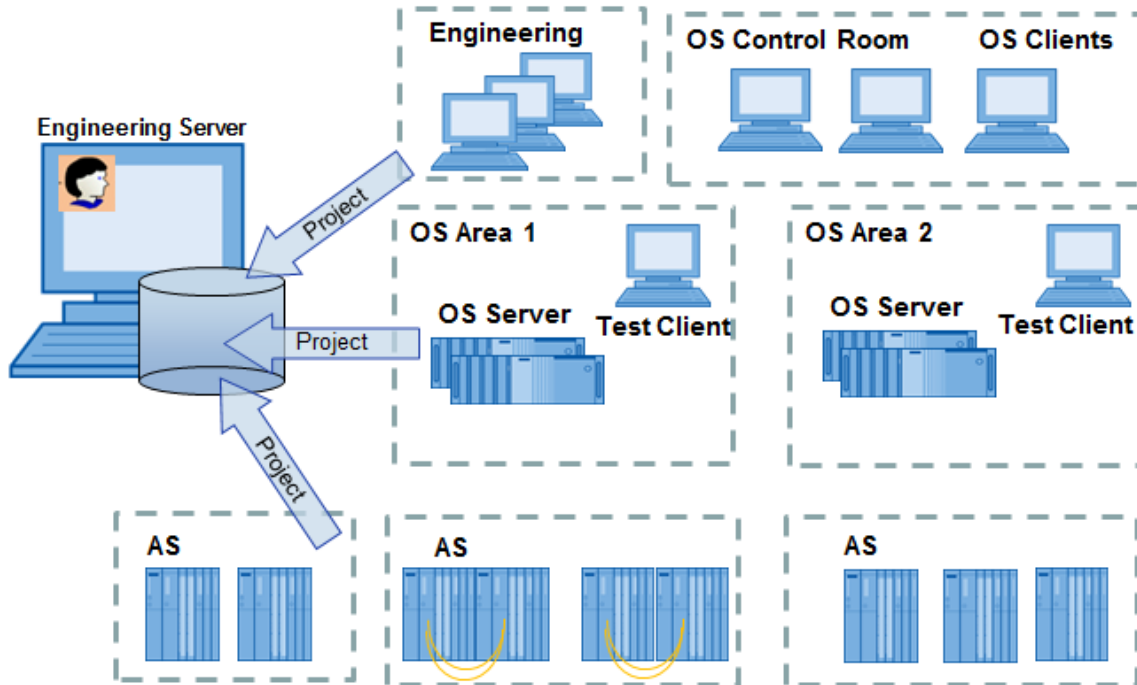 Engineering
OS Control Room
OS Clients
Engineering Server
Project
OS Area 1
OS Area 2
OS Server
Test Client
OS Server
Test Client
Project
Project
AS
AS
AS